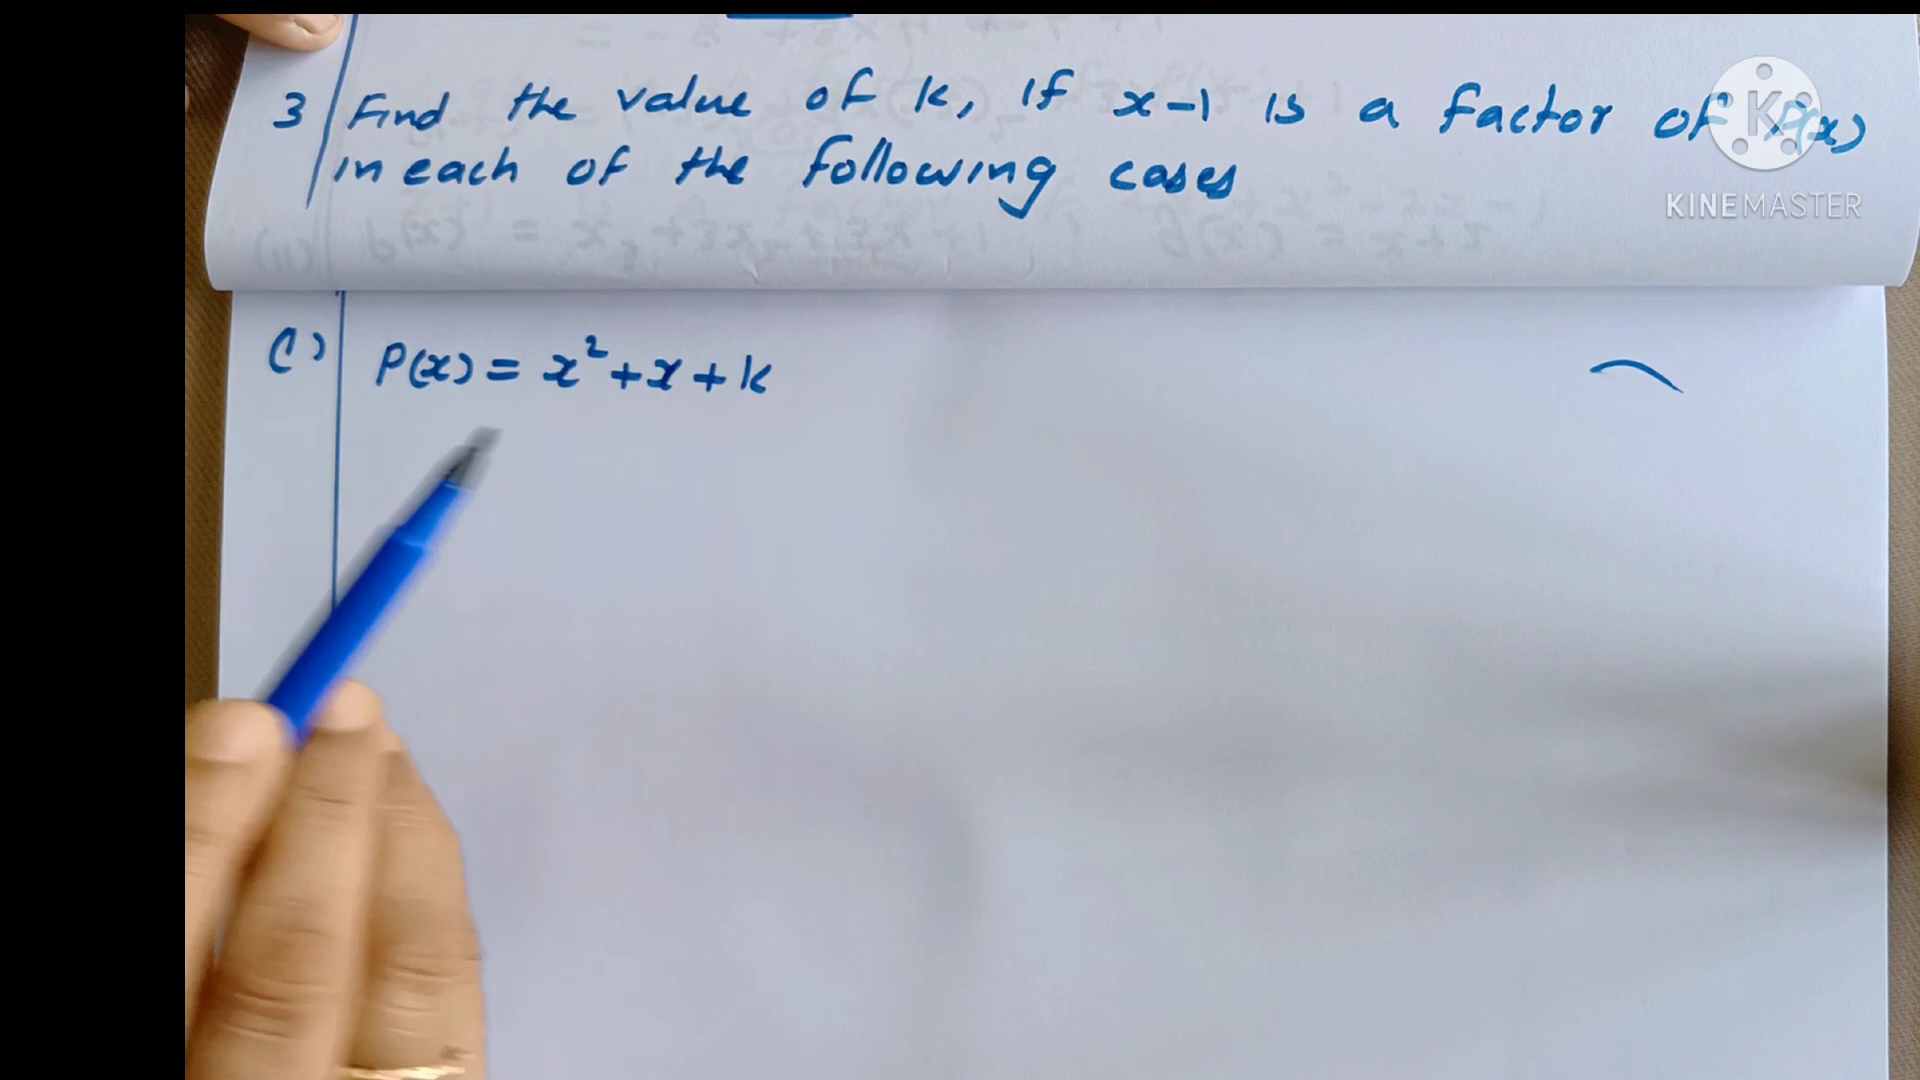 3 Find the value of k, if x-1 is a factor of P(x)
in each of the following cases
(i) P(x) = x² + x + k
KINEMASTER